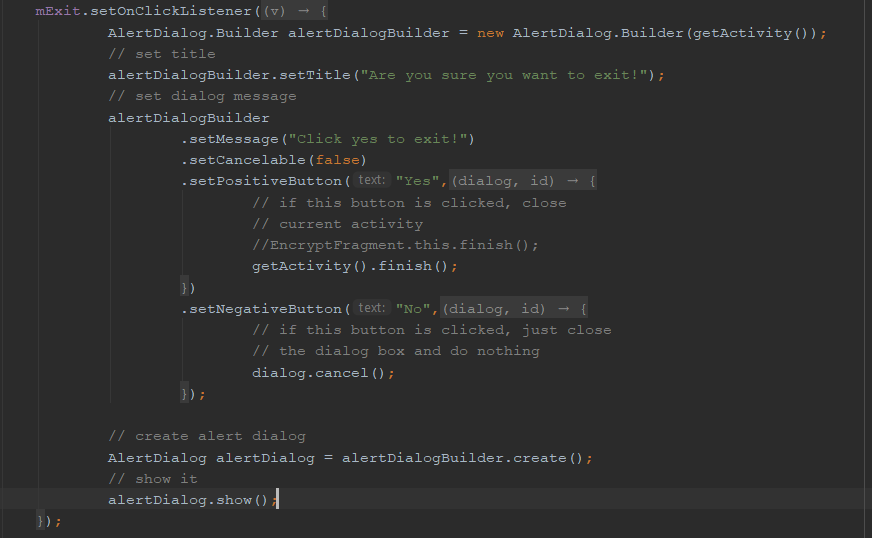 mExit.setOnClickListener((v) → {
AlertDialog.Builder alertDialogBuilder = new AlertDialog.Builder(getActivity());
// set title
alertDialogBuilder.setTitle("Are you sure you want to exit!");
// set dialog message
alertDialogBuilder
.setMessage("Click yes to exit!")
.setCancelable(false)
.setPositiveButton( text: "Yes",(dialog, id) → {
// if this button is clicked, close
// current activity
//EncryptFragment.this.finish();
getActivity().finish();
})
.setNegativeButton( text: "No",(dialog, id) → {
// if this button is clicked, just close
// the dialog box and do nothing
dialog.cancel();
});
// create alert dialog
AlertDialog alertDialog = alertDialogBuilder.create();
// show it
alertDialog.show();
});